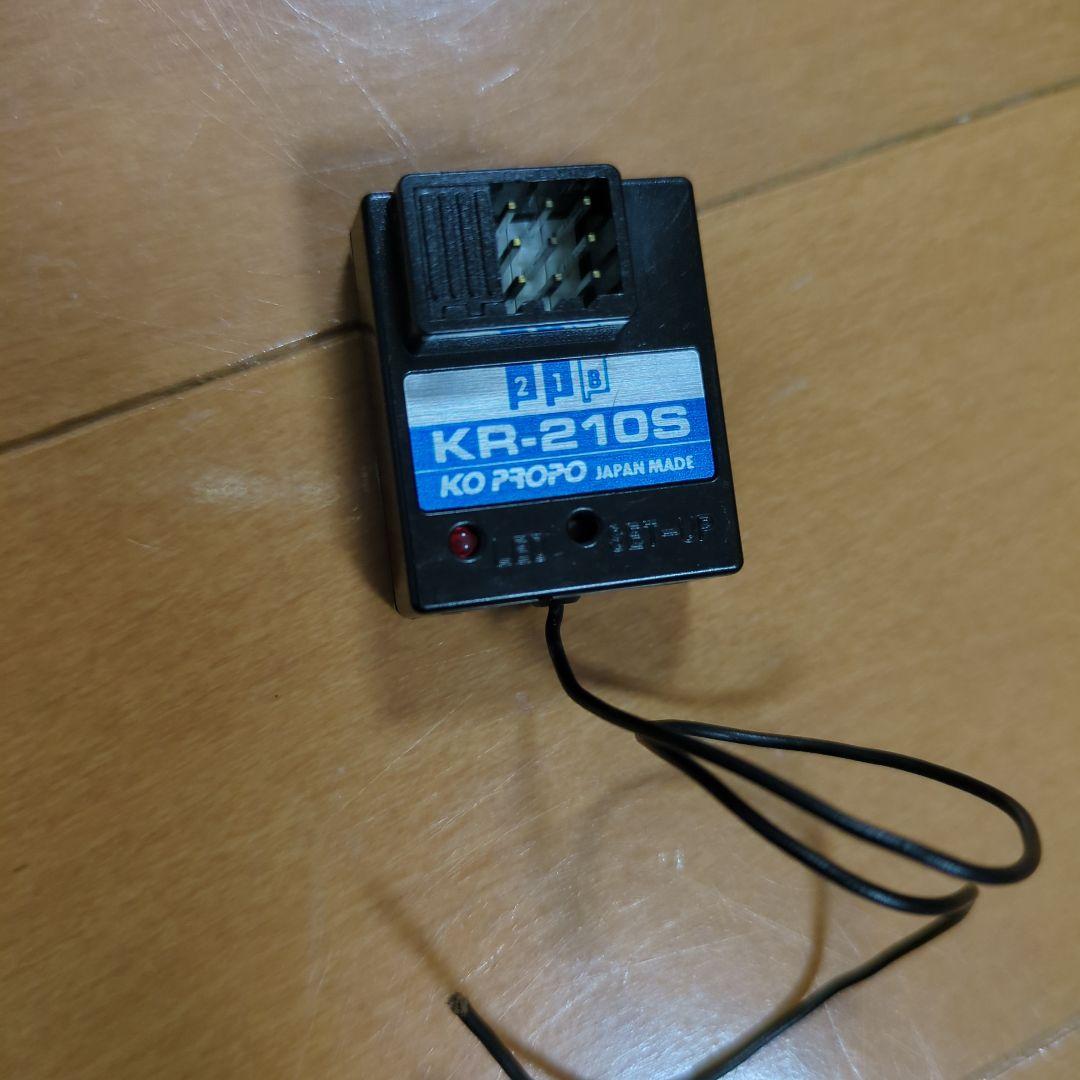 2 1 B
KR-210S
KO PROPO JAPAN MADE
SET-UP